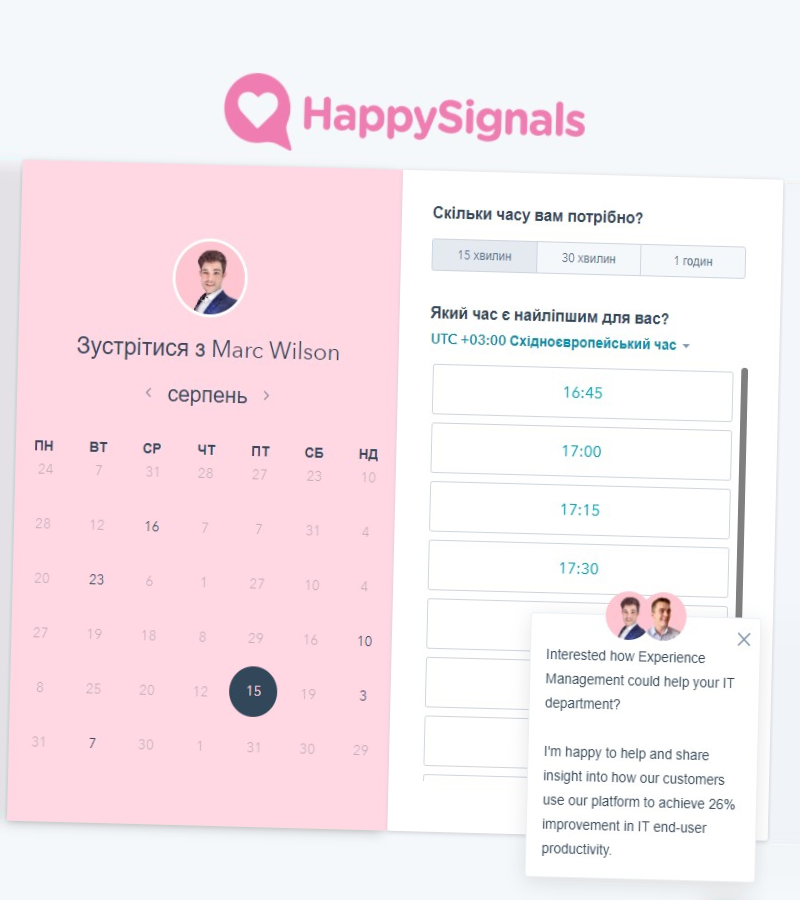 HappySignals
Зустрітися з Marc Wilson
серпень
ПН ВТ СР ЧТ ПТ СБ НД
24 7 31 28 27 23 10
28 12 16 7 7 31 4
20 23 6 1 27 10 4
27 19 18 8 29 16 10
8 25 20 12 15 19 3
31 7 30 1 31 30 29
Скільки часу вам потрібно?
15 хвилин 30 хвилин 1 годин
Який час є найліпшим для вас?
UTC +03:00 Східноєвропейський час
16:45
17:00
17:15
17:30
Interested how Experience
Management could help your IT
department?
I'm happy to help and share
insight into how our customers
use our platform to achieve 26%
improvement in IT end-user
productivity.